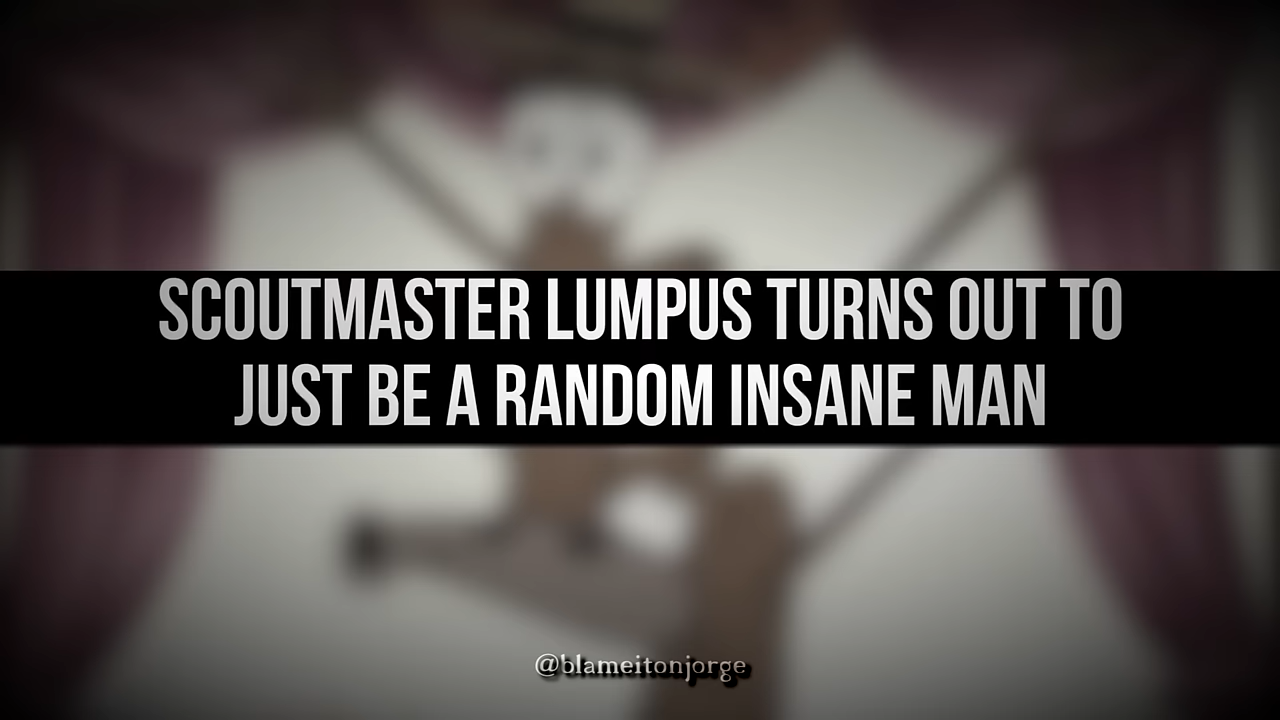 SCOUTMASTER LUMPUS TURNS OUT TO
JUST BE A RANDOM INSANE MAN
@blameitonjorge